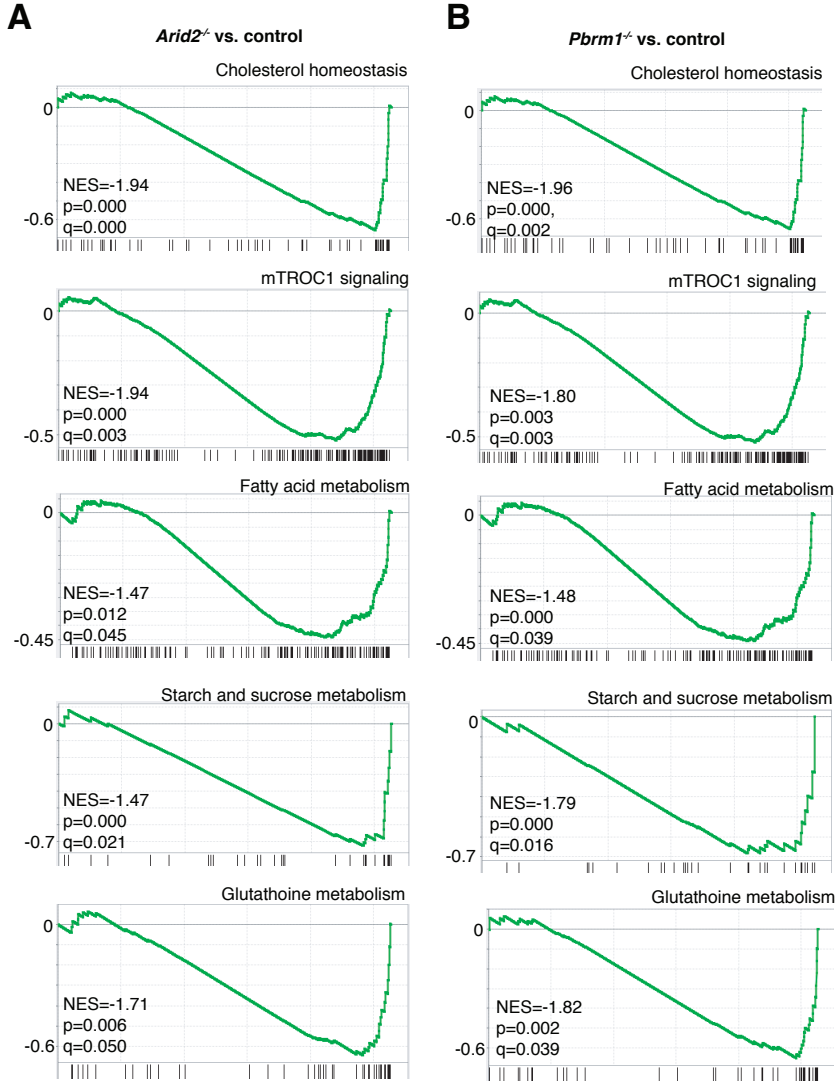 A
Arid2-/- vs. control
Cholesterol homeostasis
0
-0.6
NES=-1.94
p=0.000
q=0.000
mTROC1 signaling
0
-0.5
NES=-1.94
p=0.000
q=0.003
Fatty acid metabolism
0
-0.45
NES=-1.47
p=0.012
q=0.045
Starch and sucrose metabolism
0
-0.7
NES=-1.47
p=0.000
q=0.021
Glutathoine metabolism
0
-0.6
NES=-1.71
p=0.006
q=0.050
B
Pbrm1-/- vs. control
Cholesterol homeostasis
0
-0.6
NES=-1.96
p=0.000,
q=0.002
mTROC1 signaling
0
-0.5
NES=-1.80
p=0.003
q=0.003
Fatty acid metabolism
0
-0.45
NES=-1.48
p=0.000
q=0.039
Starch and sucrose metabolism
0
-0.7
NES=-1.79
p=0.000
q=0.016
Glutathoine metabolism
0
-0.6
NES=-1.82
p=0.002
q=0.039